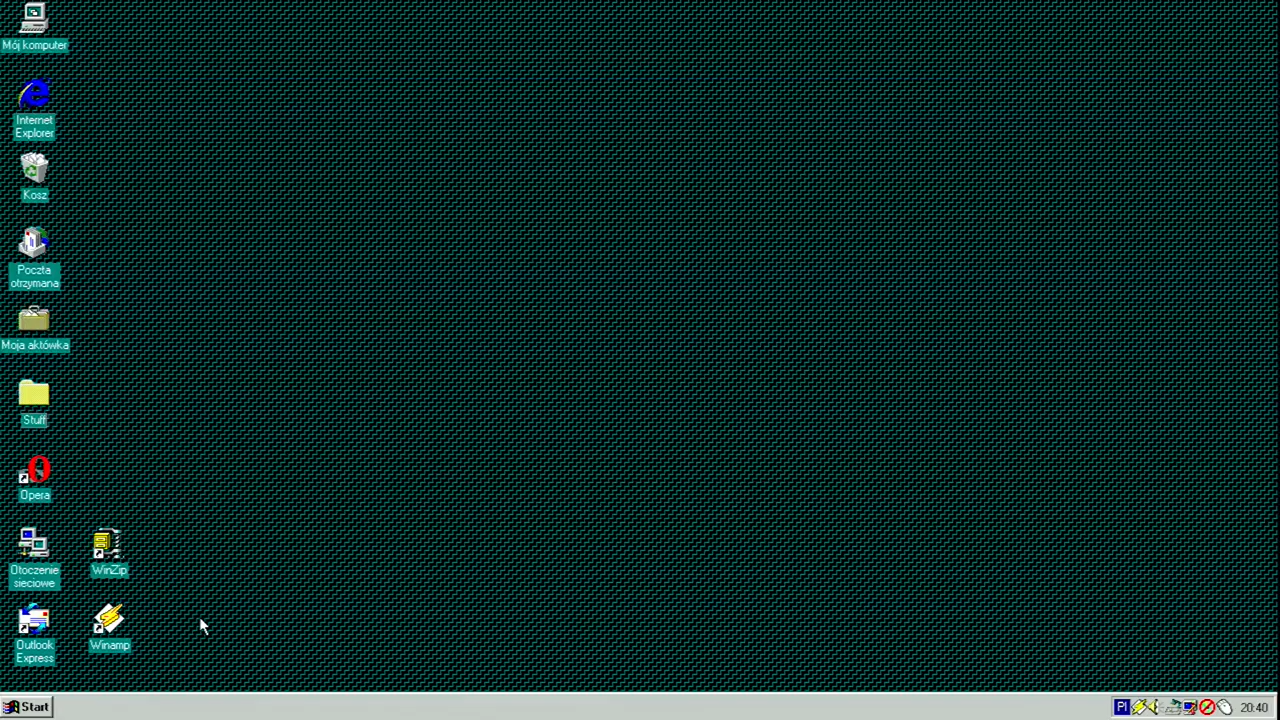 Mój komputer
Internet
Explorer
Kosz
Poczta
otrzymana
Moja aktówka
Stuff
Opera
Otoczenie
sieciowe
WinZip
Outlook
Express
Winamp
Start
Pl
20:40